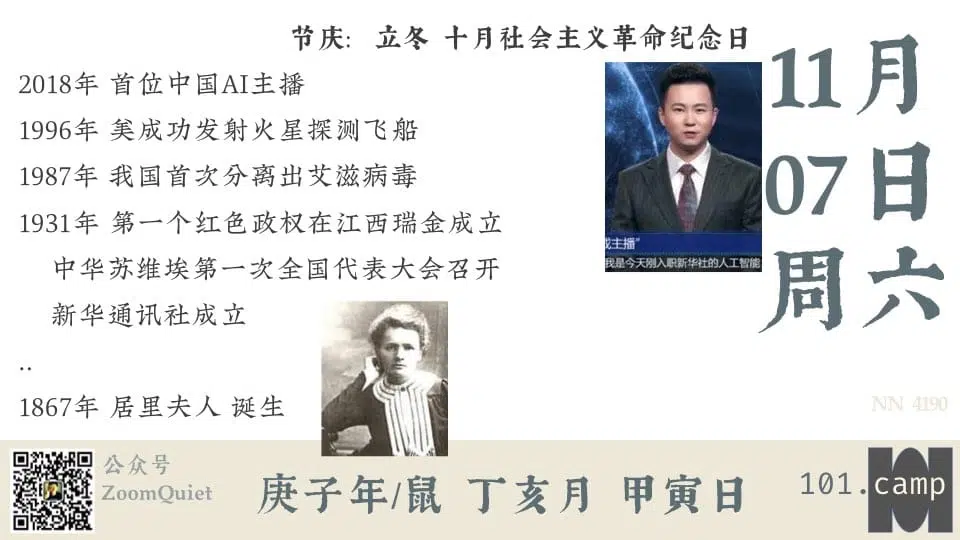 节庆: 立冬 十月社会主义革命纪念日
11月
07日
周六
2018年 首位中国AI主播
1996年 美成功发射火星探测飞船
1987年 我国首次分离出艾滋病毒
1931年 第一个红色政权在江西瑞金成立
中华苏维埃第一次全国代表大会召开
新华通讯社成立
..
1867年 居里夫人 诞生
成主播"
我是今天刚入职新华社的人工智能
NN 4190
公众号
ZoomQuiet
庚子年/鼠 丁亥月 甲寅日
101.camp